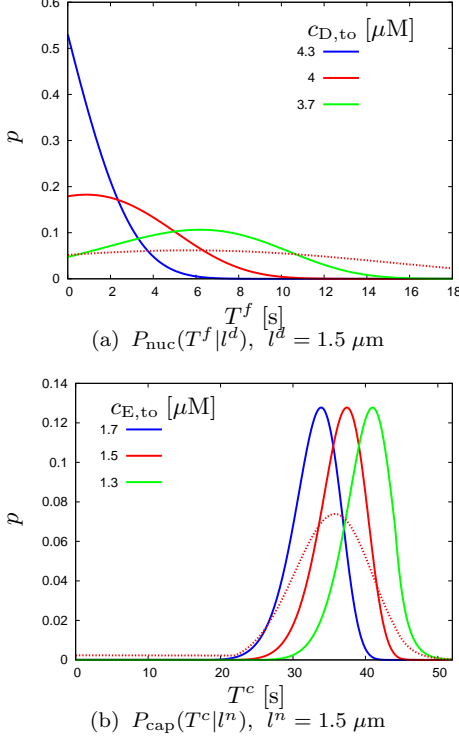 0.6
0.5
0.4
0.3
0.2
0.1
0
p
c_D,to [μM]
4.3
4
3.7
0 2 4 6 8 10 12 14 16 18
T^f [s]
(a) P_nuc(T^f|l^d), l^d = 1.5 μm
0.14
0.12
0.1
0.08
0.06
0.04
0.02
0
p
c_E,to [μM]
1.7
1.5
1.3
0 10 20 30 40 50
T^c [s]
(b) P_cap(T^c|l^n), l^n = 1.5 μm